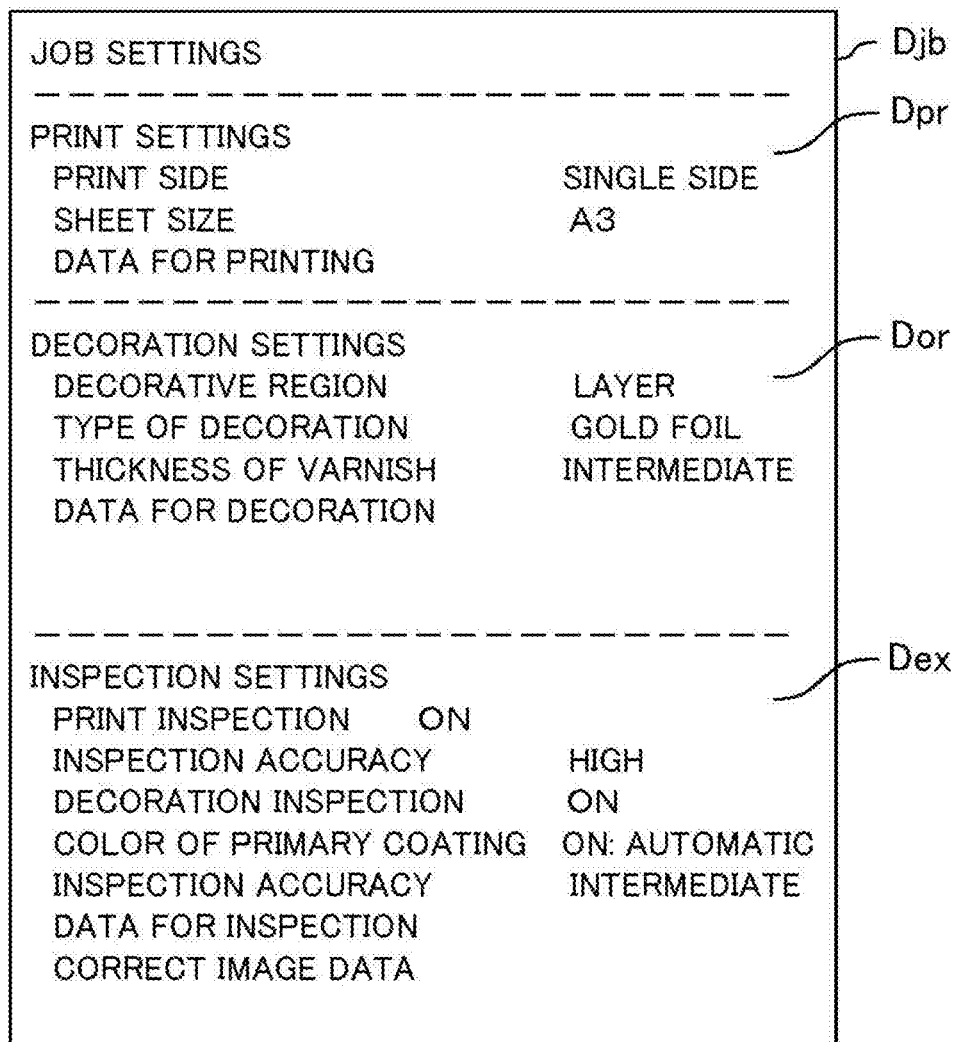 JOB SETTINGS Djb
PRINT SETTINGS Dpr
PRINT SIDE SINGLE SIDE
SHEET SIZE A3
DATA FOR PRINTING
DECORATION SETTINGS Dor
DECORATIVE REGION LAYER
TYPE OF DECORATION GOLD FOIL
THICKNESS OF VARNISH INTERMEDIATE
DATA FOR DECORATION
INSPECTION SETTINGS Dex
PRINT INSPECTION ON
INSPECTION ACCURACY HIGH
DECORATION INSPECTION ON
COLOR OF PRIMARY COATING ON: AUTOMATIC
INSPECTION ACCURACY INTERMEDIATE
DATA FOR INSPECTION
CORRECT IMAGE DATA